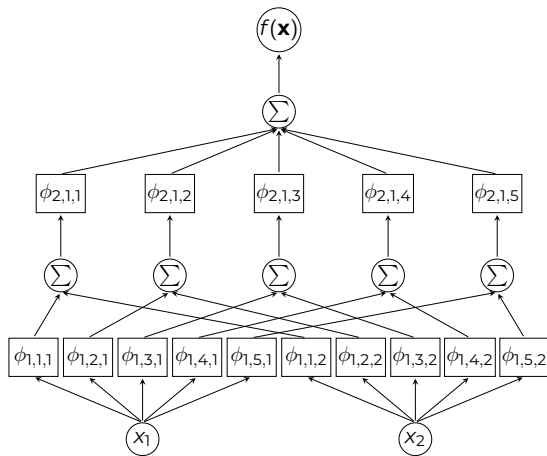 f(𝐱)
∑
ϕ2,1,1 ϕ2,1,2 ϕ2,1,3 ϕ2,1,4 ϕ2,1,5
∑ ∑ ∑ ∑ ∑
ϕ1,1,1 ϕ1,2,1 ϕ1,3,1 ϕ1,4,1 ϕ1,5,1 ϕ1,1,2 ϕ1,2,2 ϕ1,3,2 ϕ1,4,2 ϕ1,5,2
x1 x2